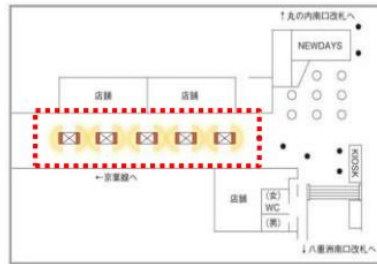 ↑丸の内南口改札へ
NEWDAYS
店舗
店舗
←京葉線へ
KIOSK
店舗
(女)
WC
(男)
↓八重洲南口改札へ